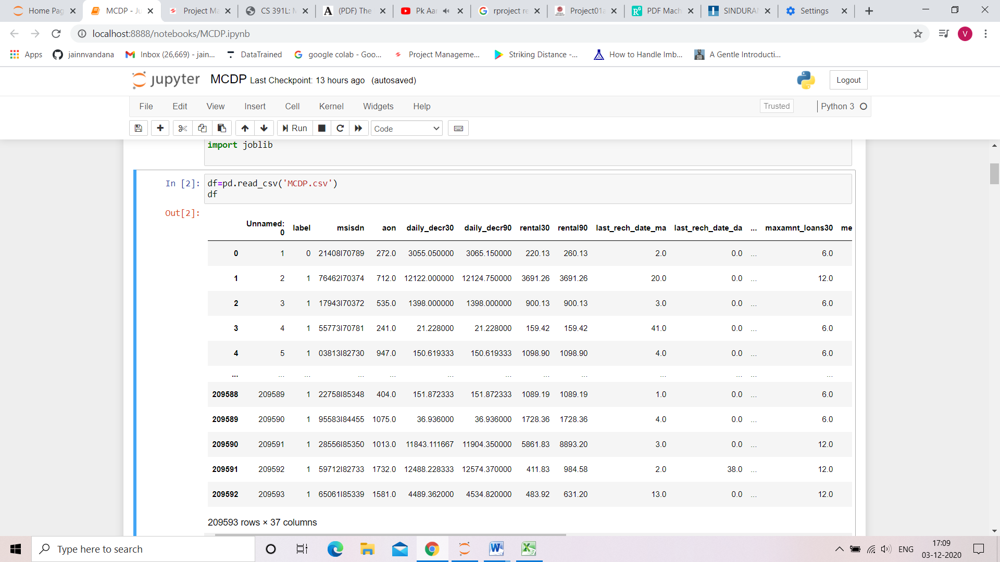 Home Pag
MCDP - Ju
Project Ma
CS 391L: M
(PDF) The
Pk Aar
rproject re
Project01a
PDF Mach
SINDURAN
Settings
localhost:8888/notebooks/MCDP.ipynb
V
Apps
jainnvandana
Inbox (26,669) - jain...
DataTrained
google colab - Goo...
Project Manageme...
Striking Distance -...
How to Handle Imb...
A Gentle Introducti...
jupyter MCDP Last Checkpoint: 13 hours ago (autosaved)
Logout
File Edit View Insert Cell Kernel Widgets Help
Trusted
Python 3
Run
Code
import joblib
In [2]: df=pd.read_csv('MCDP.csv')
df
Out[2]:
Unnamed: 0 label msisdn aon daily_decr30 daily_decr90 rental30 rental90 last_rech_date_ma last_rech_date_da ... maxamnt_loans30 me
0 1 0 21408I70789 272.0 3055.050000 3065.150000 220.13 260.13 2.0 0.0 ... 6.0
1 2 1 76462I70374 712.0 12122.000000 12124.750000 3691.26 3691.26 20.0 0.0 ... 12.0
2 3 1 17943I70372 535.0 1398.000000 1398.000000 900.13 900.13 3.0 0.0 ... 6.0
3 4 1 55773I70781 241.0 21.228000 21.228000 159.42 159.42 41.0 0.0 ... 6.0
4 5 1 03813I82730 947.0 150.619333 150.619333 1098.90 1098.90 4.0 0.0 ... 6.0
... ... ... ... ... ... ... ... ... ... ... ... ...
209588 209589 1 22758I85348 404.0 151.872333 151.872333 1089.19 1089.19 1.0 0.0 ... 6.0
209589 209590 1 95583I84455 1075.0 36.936000 36.936000 1728.36 1728.36 4.0 0.0 ... 6.0
209590 209591 1 28556I85350 1013.0 11843.111667 11904.350000 5861.83 8893.20 3.0 0.0 ... 12.0
209591 209592 1 59712I82733 1732.0 12488.228333 12574.370000 411.83 984.58 2.0 38.0 ... 12.0
209592 209593 1 65061I85339 1581.0 4489.362000 4534.820000 483.92 631.20 13.0 0.0 ... 12.0
209593 rows × 37 columns
Type here to search
ENG
17:09
03-12-2020